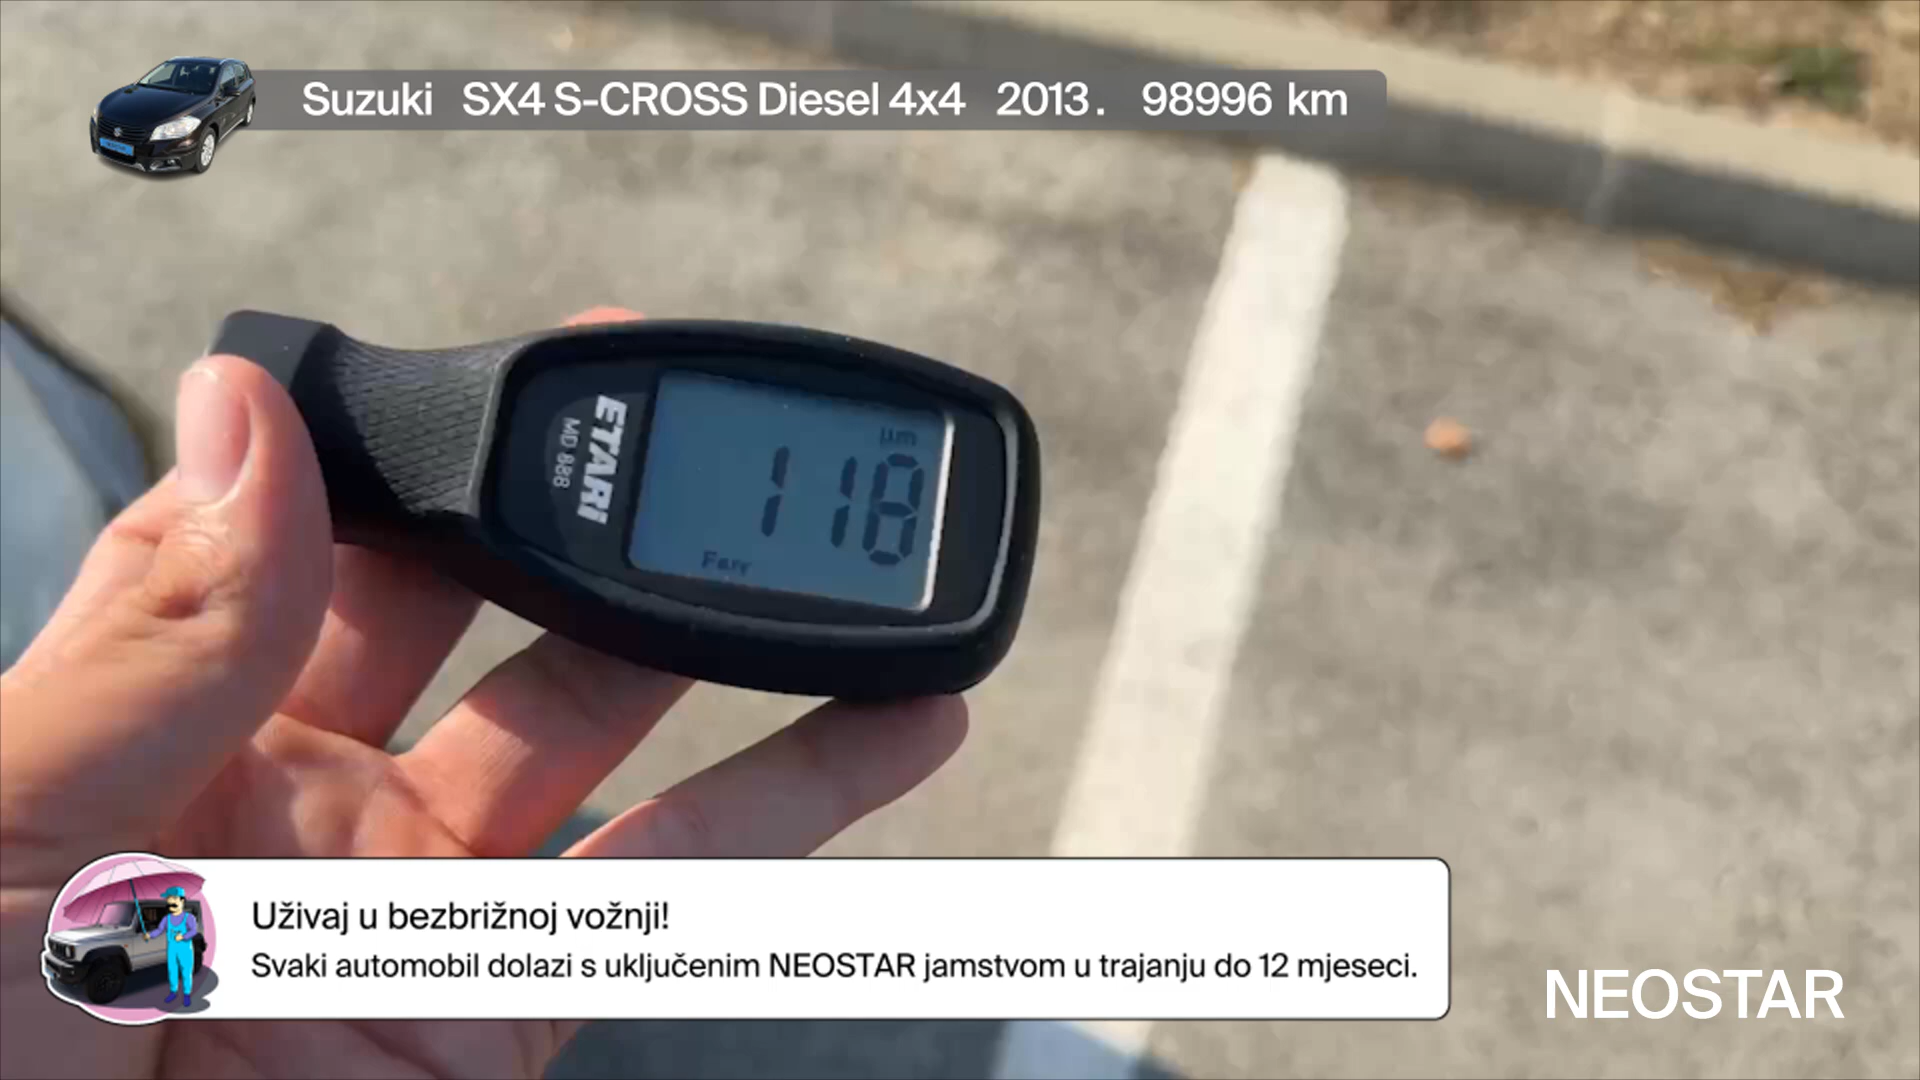 Suzuki SX4 S-CROSS Diesel 4x4 2013. 98996 km
ETARI
MD 888
µm
118
Uživaj u bezbrižnoj vožnji!
Svaki automobil dolazi s uključenim NEOSTAR jamstvom u trajanju do 12 mjeseci.
NEOSTAR